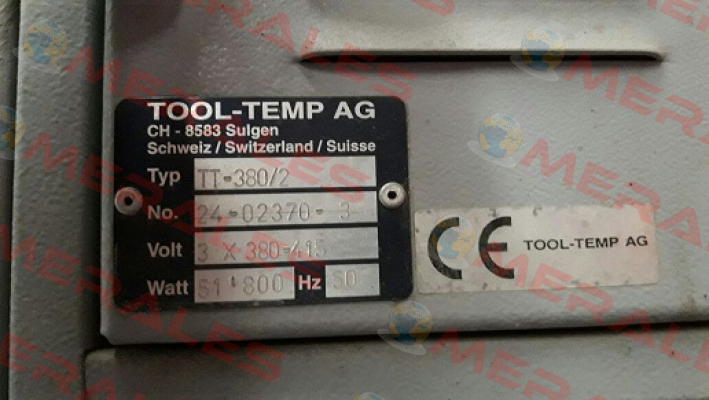 TOOL-TEMP AG
CH - 8583 Sulgen
Schweiz / Switzerland / Suisse
Typ TT-380/2
No. 24-02370- 3
Volt 3 X 380-415
Watt 51'800 Hz 50
CE TOOL-TEMP AG
MERALES